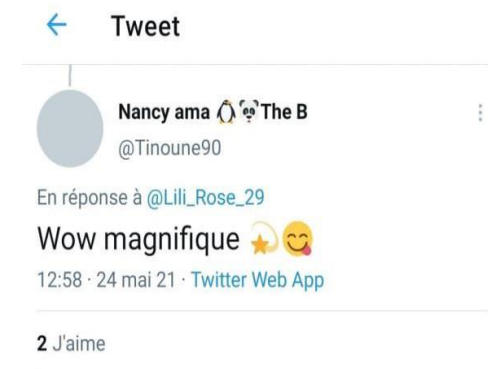 Tweet
Nancy ama 🐧🐼The B
@Tinoune90
En réponse à @Lili_Rose_29
Wow magnifique 💫😋
12:58 · 24 mai 21 · Twitter Web App
2 J'aime